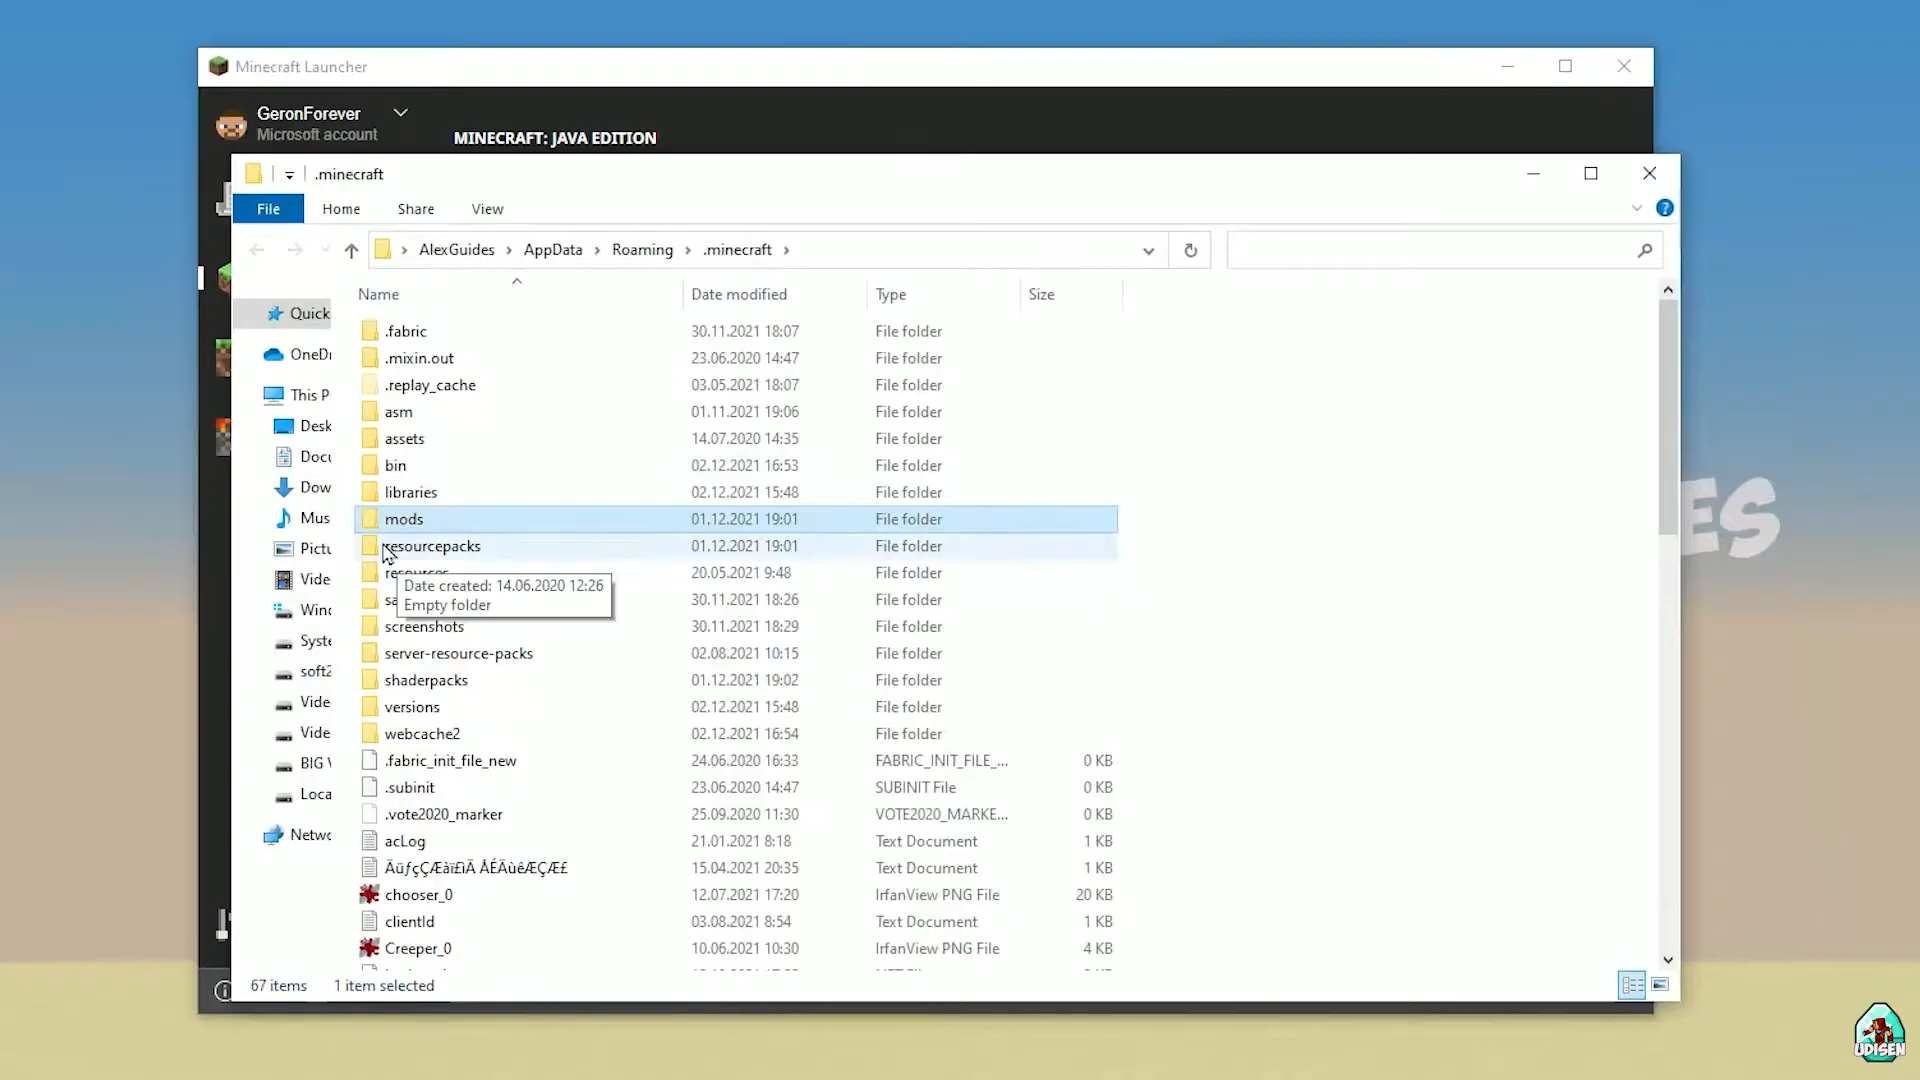 Minecraft Launcher
GeronForever
Microsoft account
MINECRAFT: JAVA EDITION
.minecraft
File Home Share View
AlexGuides AppData Roaming .minecraft
Name Date modified Type Size
Quick
OneDr
This P
Desk
Docu
Dow
Mus
Pictu
Vide
Wind
Syste
soft2
Vide
Vide
BIG
Loca
Netwo
.fabric 30.11.2021 18:07 File folder
.mixin.out 23.06.2020 14:47 File folder
.replay_cache 03.05.2021 18:07 File folder
asm 01.11.2021 19:06 File folder
assets 14.07.2020 14:35 File folder
bin 02.12.2021 16:53 File folder
libraries 02.12.2021 15:48 File folder
mods 01.12.2021 19:01 File folder
resourcepacks 01.12.2021 19:01 File folder
resources 20.05.2021 9:48 File folder
sa 30.11.2021 18:26 File folder
Date created: 14.06.2020 12:26
Empty folder
screenshots 30.11.2021 18:29 File folder
server-resource-packs 02.08.2021 10:15 File folder
shaderpacks 01.12.2021 19:02 File folder
versions 02.12.2021 15:48 File folder
webcache2 02.12.2021 16:54 File folder
.fabric_init_file_new 24.06.2020 16:33 FABRIC_INIT_FILE_... 0 KB
.subinit 23.06.2020 14:47 SUBINIT File 0 KB
.vote2020_marker 25.09.2020 11:30 VOTE2020_MARKE... 0 KB
acLog 21.01.2021 8:18 Text Document 1 KB
15.04.2021 20:35 Text Document 1 KB
chooser_0 12.07.2021 17:20 IrfanView PNG File 20 KB
clientId 03.08.2021 8:54 Text Document 1 KB
Creeper_0 10.06.2021 10:30 IrfanView PNG File 4 KB
67 items 1 item selected
ES
UDISEN